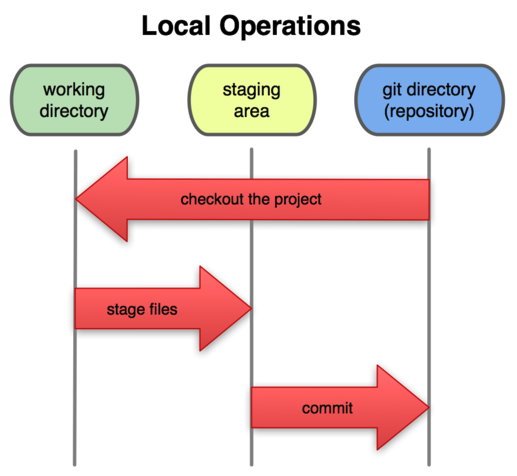 Local Operations
working
directory
staging
area
git directory
(repository)
checkout the project
stage files
commit